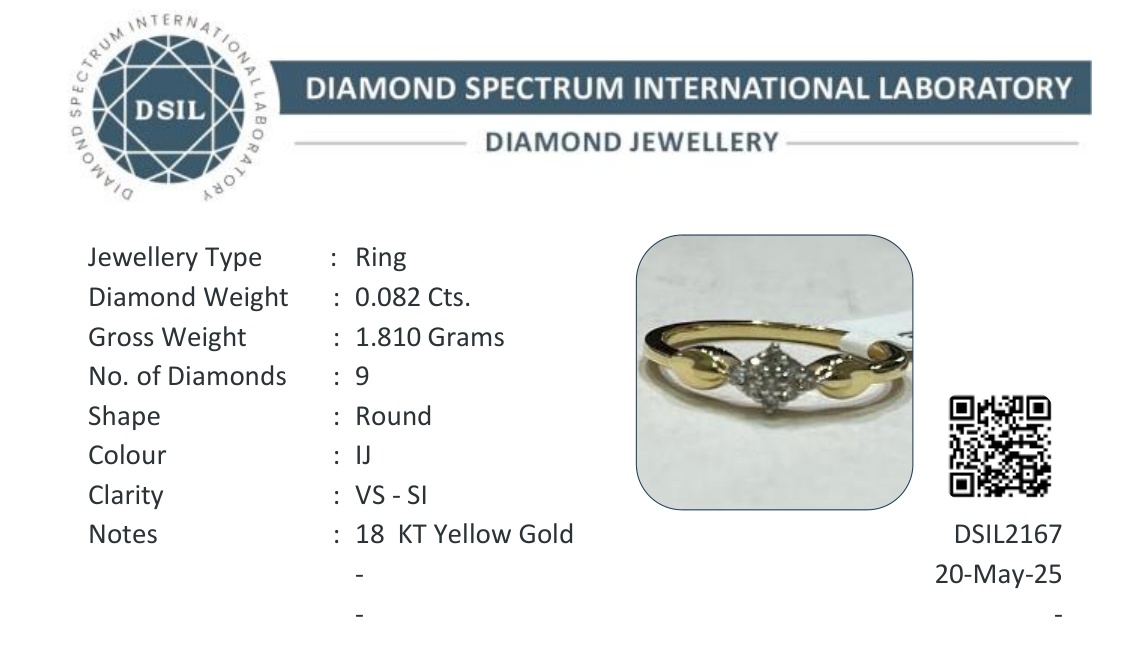 DIAMOND SPECTRUM INTERNATIONAL LABORATORY
DSIL
DIAMOND SPECTRUM INTERNATIONAL LABORATORY
DIAMOND JEWELLERY
Jewellery Type : Ring
Diamond Weight : 0.082 Cts.
Gross Weight : 1.810 Grams
No. of Diamonds : 9
Shape : Round
Colour : IJ
Clarity : VS - SI
Notes : 18 KT Yellow Gold
-
-
DSIL2167
20-May-25
-